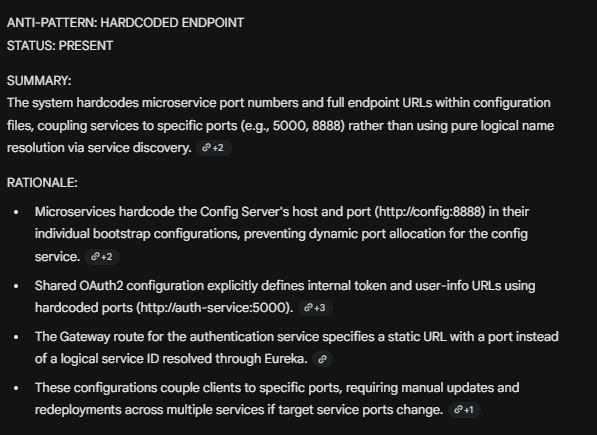 ANTI-PATTERN: HARDCODED ENDPOINT
STATUS: PRESENT
SUMMARY:
The system hardcodes microservice port numbers and full endpoint URLs within configuration
files, coupling services to specific ports (e.g., 5000, 8888) rather than using pure logical name
resolution via service discovery. +2
RATIONALE:
• Microservices hardcode the Config Server's host and port (http://config:8888) in their
individual bootstrap configurations, preventing dynamic port allocation for the config
service. +2
• Shared OAuth2 configuration explicitly defines internal token and user-info URLs using
hardcoded ports (http://auth-service:5000). +3
• The Gateway route for the authentication service specifies a static URL with a port instead
of a logical service ID resolved through Eureka.
• These configurations couple clients to specific ports, requiring manual updates and
redeployments across multiple services if target service ports change. +1